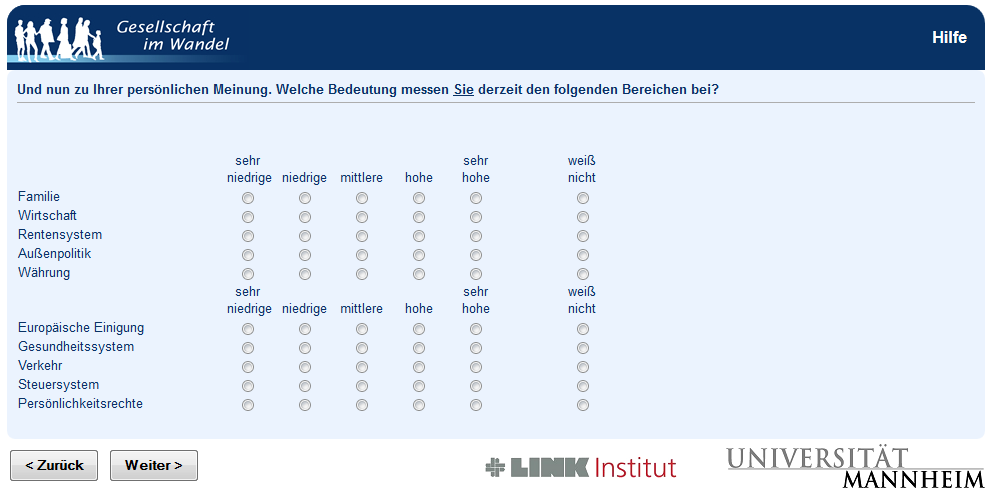 Gesellschaft
im Wandel
Hilfe
Und nun zu Ihrer persönlichen Meinung. Welche Bedeutung messen Sie derzeit den folgenden Bereichen bei?
sehr niedrige niedrige mittlere hohe sehr hohe weiß nicht
Familie
Wirtschaft
Rentensystem
Außenpolitik
Währung
sehr niedrige niedrige mittlere hohe sehr hohe weiß nicht
Europäische Einigung
Gesundheitssystem
Verkehr
Steuersystem
Persönlichkeitsrechte
< Zurück Weiter >
LINK Institut
UNIVERSITÄT
MANNHEIM